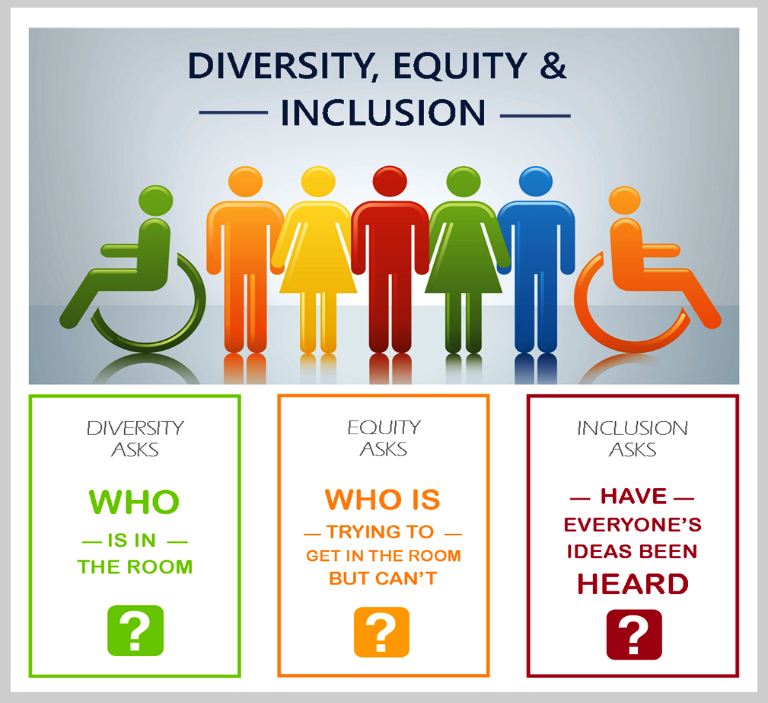 DIVERSITY, EQUITY &
INCLUSION
DIVERSITY
ASKS
WHO
IS IN
THE ROOM
?
EQUITY
ASKS
WHO IS
TRYING TO
GET IN THE ROOM
BUT CAN'T
?
INCLUSION
ASKS
HAVE
EVERYONE'S
IDEAS BEEN
HEARD
?